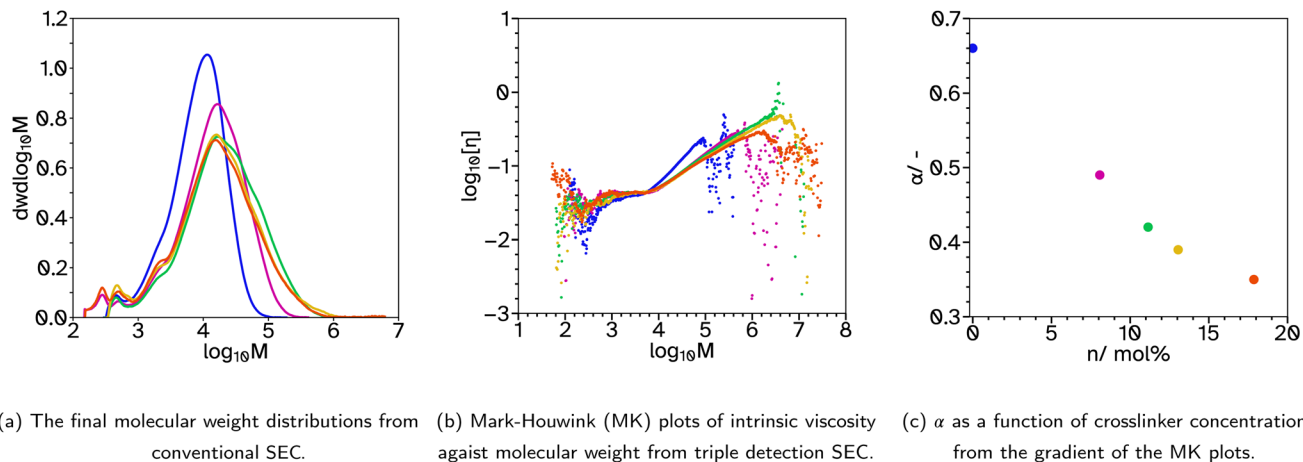 1.2
1.0
0.8
0.6
0.4
0.2
0.0
dwdlog₁₀M
2 3 4 5 6 7
log₁₀M
1
0
−1
−2
−3
log₁₀[η]
1 2 3 4 5 6 7 8
log₁₀M
0.7
0.6
0.5
0.4
0.3
α/ -
0 5 10 15 20
n/ mol%
(a) The final molecular weight distributions from
conventional SEC.
(b) Mark-Houwink (MK) plots of intrinsic viscosity
agaist molecular weight from triple detection SEC.
(c) α as a function of crosslinker concentration
from the gradient of the MK plots.